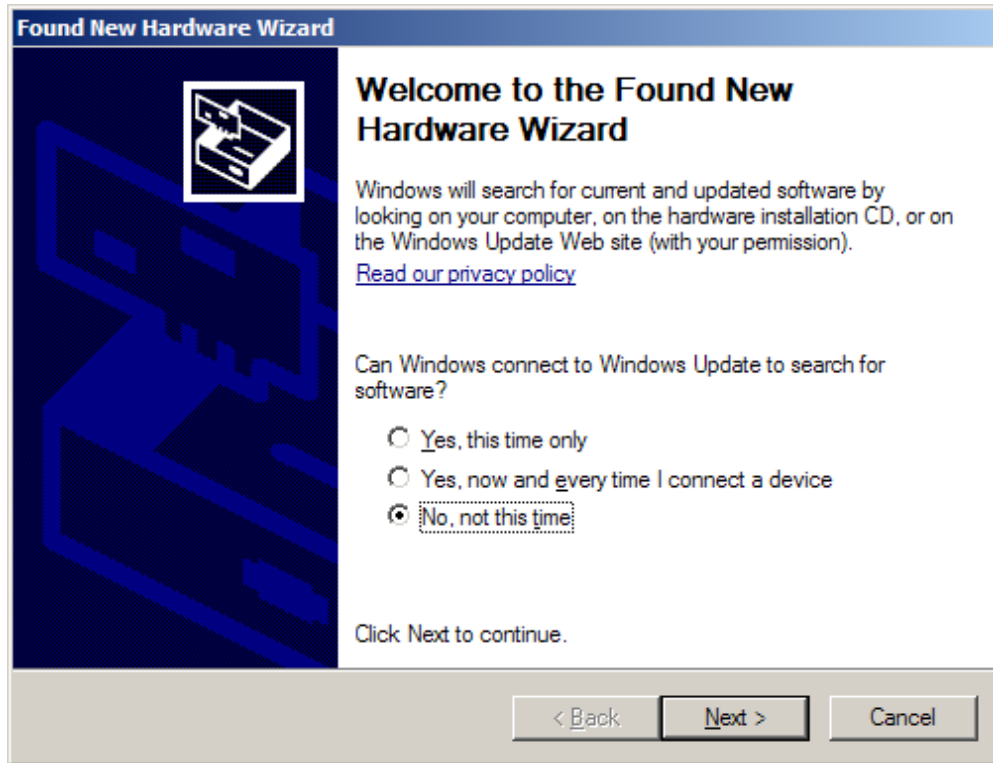 Found New Hardware Wizard
Welcome to the Found New
Hardware Wizard
Windows will search for current and updated software by
looking on your computer, on the hardware installation CD, or on
the Windows Update Web site (with your permission).
Read our privacy policy
Can Windows connect to Windows Update to search for
software?
Yes, this time only
Yes, now and every time I connect a device
No, not this time
Click Next to continue.
< Back
Next >
Cancel